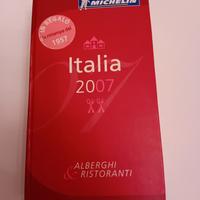 MICHELIN
IN REGALO
1957
Italia
2007
ALBERGHI
& RISTORANTI